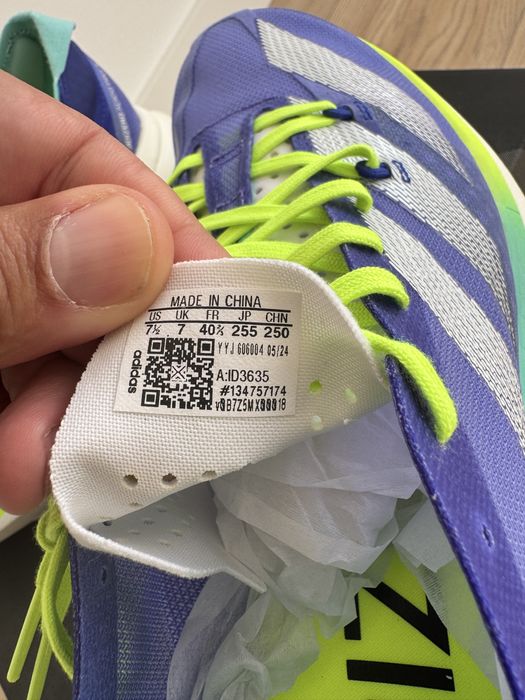 MADE IN CHINA
US UK FR JP CHN
7½ 7 40⅔ 255 250
YYJ 606004 05/24
adidas
A:ID3635
#134757174
IZ